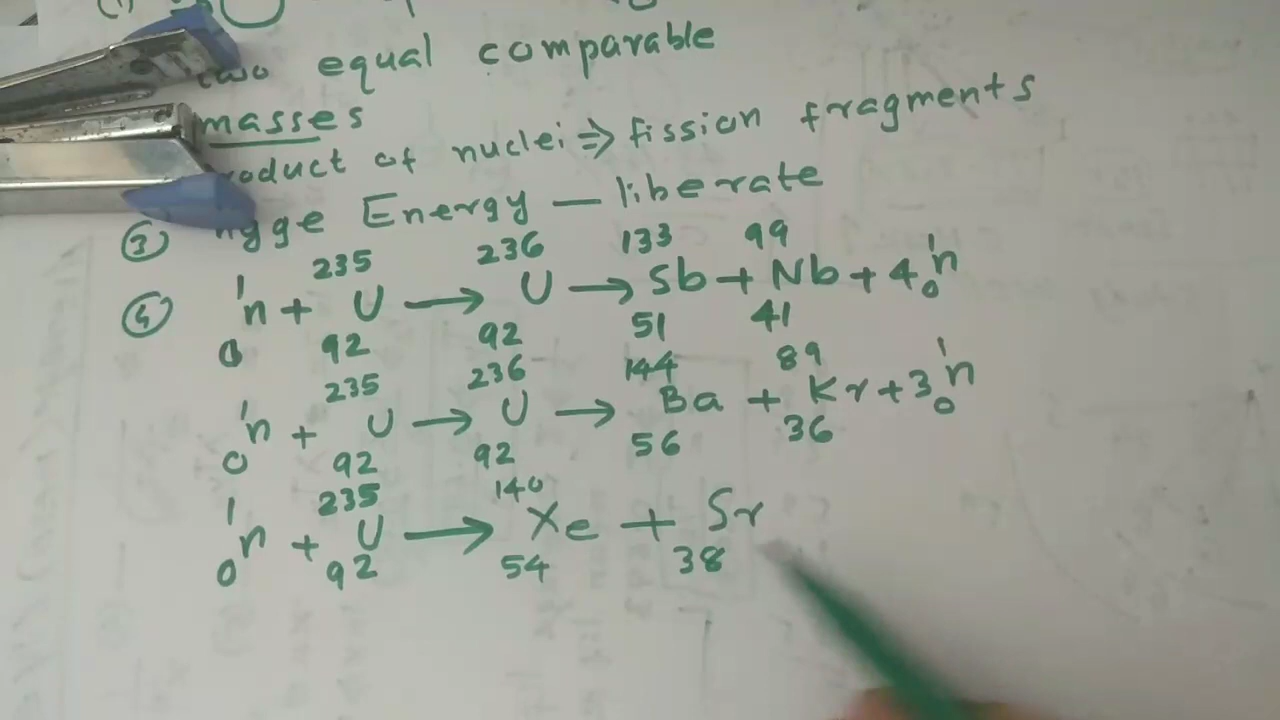 two equal comparable
masses
product of nuclei ⇒ fission fragments
③ Energy — liberate
④ ¹₀n + ²³⁵₉₂U → ²³⁶₉₂U → ¹³³₅₁Sb + ⁹⁹₄₁Nb + 4¹₀n
¹₀n + ²³⁵₉₂U → ²³⁶₉₂U → ¹⁴⁴₅₆Ba + ⁸⁹₃₆Kr + 3¹₀n
¹₀n + ²³⁵₉₂U → ¹⁴⁰₅₄Xe + ₃₈Sr